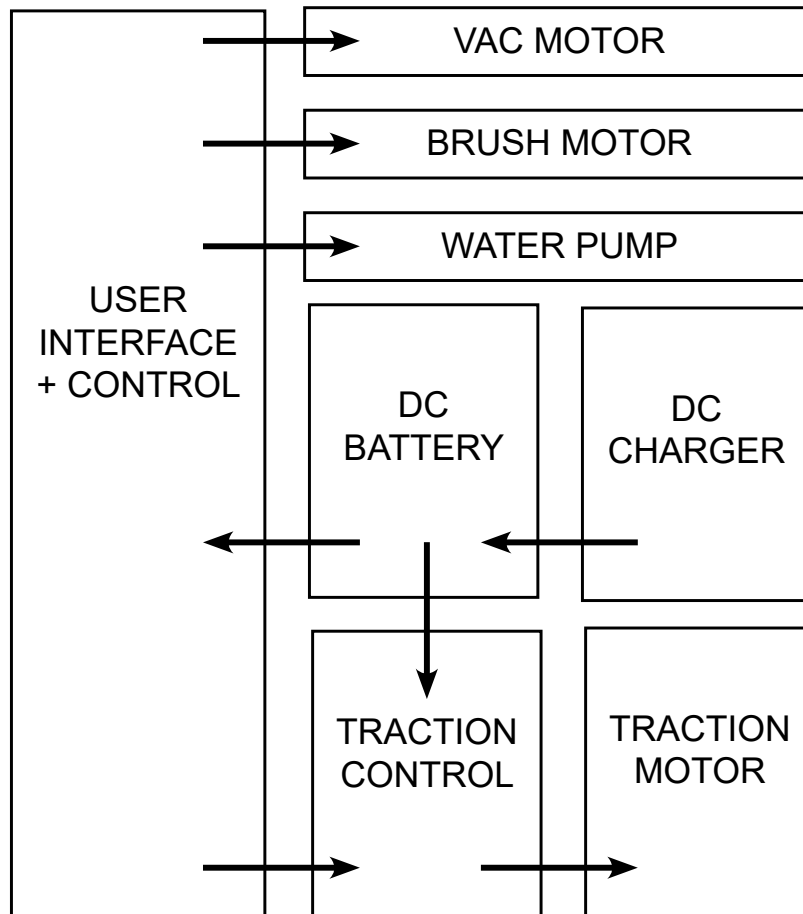 VAC MOTOR
BRUSH MOTOR
WATER PUMP
USER
INTERFACE
+ CONTROL
DC
BATTERY
DC
CHARGER
TRACTION
CONTROL
TRACTION
MOTOR